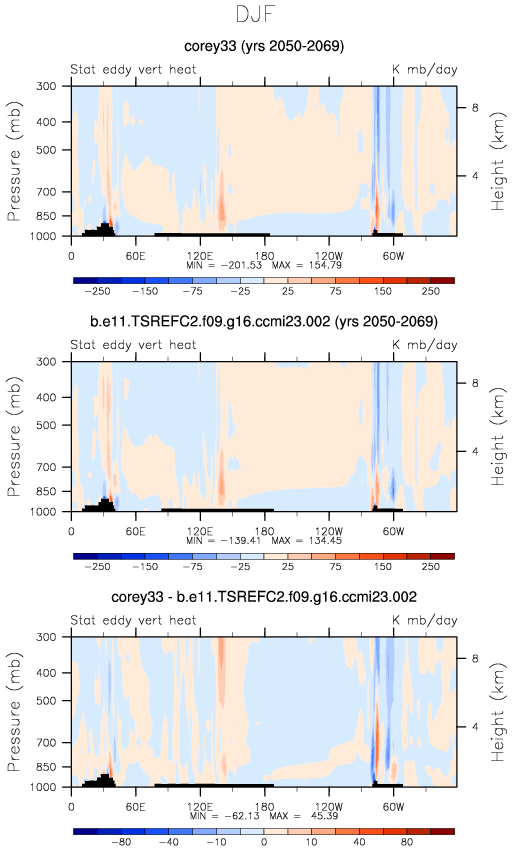 DJF
corey33 (yrs 2050-2069)
Stat eddy vert heat K mb/day
300
400
500
700
850
1000
Pressure (mb)
8
4
Height (km)
0 60E 120E 180 120W 60W
MIN = -201.53 MAX = 154.79
-250 -150 -75 -25 25 75 150 250
b.e11.TSREFC2.f09.g16.ccmi23.002 (yrs 2050-2069)
Stat eddy vert heat K mb/day
300
400
500
700
850
1000
Pressure (mb)
8
4
Height (km)
0 60E 120E 180 120W 60W
MIN = -139.41 MAX = 134.45
-250 -150 -75 -25 25 75 150 250
corey33 - b.e11.TSREFC2.f09.g16.ccmi23.002
Stat eddy vert heat K mb/day
300
400
500
700
850
1000
Pressure (mb)
8
4
Height (km)
0 60E 120E 180 120W 60W
MIN = -62.13 MAX = 45.39
-80 -40 -10 0 10 40 80